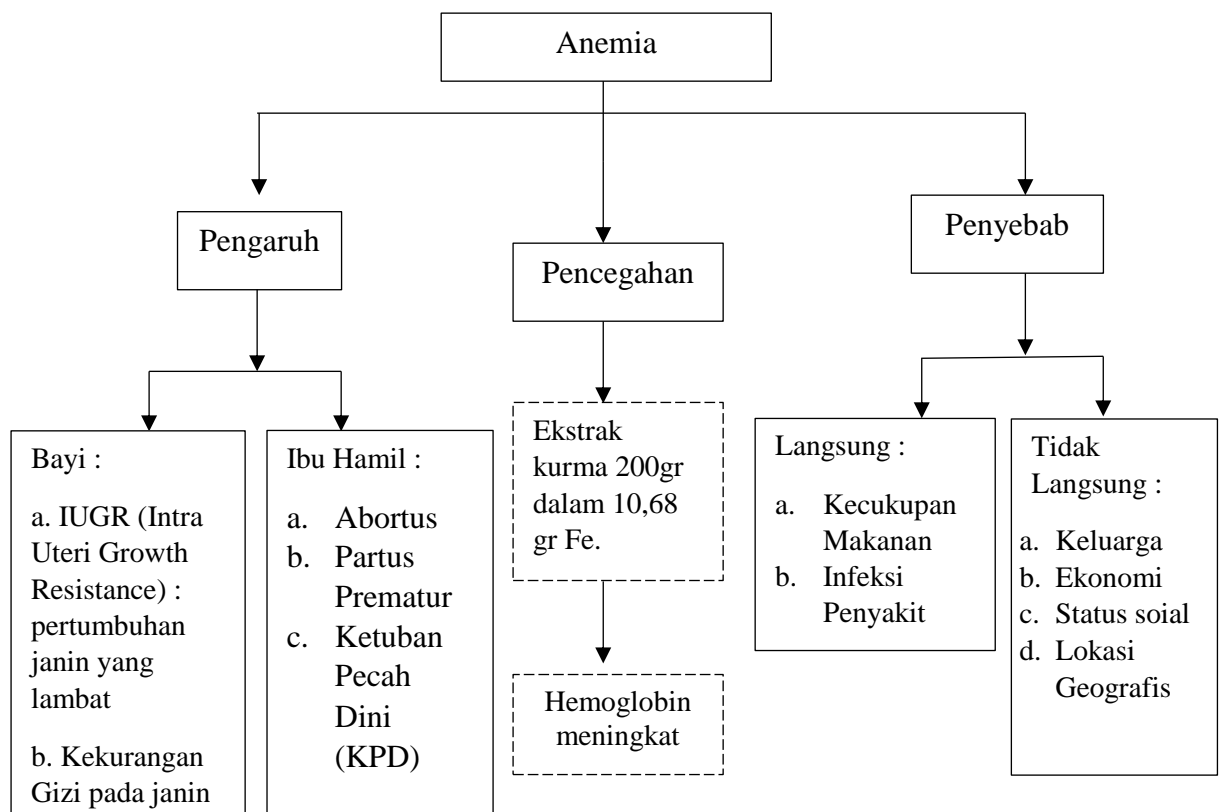 Anemia
Pengaruh
Pencegahan
Penyebab
Bayi :
a. IUGR (Intra
Uteri Growth
Resistance) :
pertumbuhan
janin yang
lambat
b. Kekurangan
Gizi pada janin
Ibu Hamil :
a. Abortus
b. Partus
Prematur
c. Ketuban
Pecah
Dini
(KPD)
Ekstrak
kurma 200gr
dalam 10,68
gr Fe.
Hemoglobin
meningkat
Langsung :
a. Kecukupan
Makanan
b. Infeksi
Penyakit
Tidak
Langsung :
a. Keluarga
b. Ekonomi
c. Status soial
d. Lokasi
Geografis